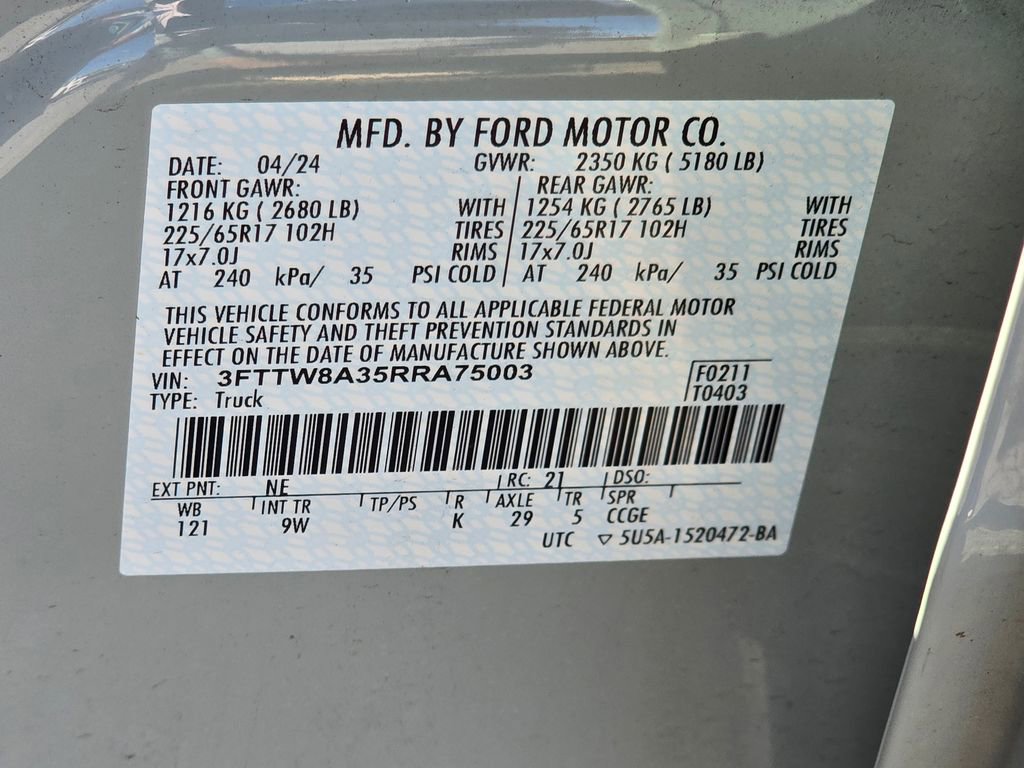 MFD. BY FORD MOTOR CO.
DATE: 04/24 GVWR: 2350 KG ( 5180 LB)
FRONT GAWR: REAR GAWR:
1216 KG ( 2680 LB) WITH 1254 KG ( 2765 LB) WITH
225/65R17 102H TIRES 225/65R17 102H TIRES
17x7.0J RIMS 17x7.0J RIMS
AT 240 kPa/ 35 PSI COLD AT 240 kPa/ 35 PSI COLD
THIS VEHICLE CONFORMS TO ALL APPLICABLE FEDERAL MOTOR
VEHICLE SAFETY AND THEFT PREVENTION STANDARDS IN
EFFECT ON THE DATE OF MANUFACTURE SHOWN ABOVE.
VIN: 3FTTW8A35RRA75003 F0211
TYPE: Truck T0403
EXT PNT: NE RC: 21 DSO:
WB INT TR TP/PS R AXLE TR SPR
121 9W K 29 5 CCGE
UTC ▽ 5U5A-1520472-BA